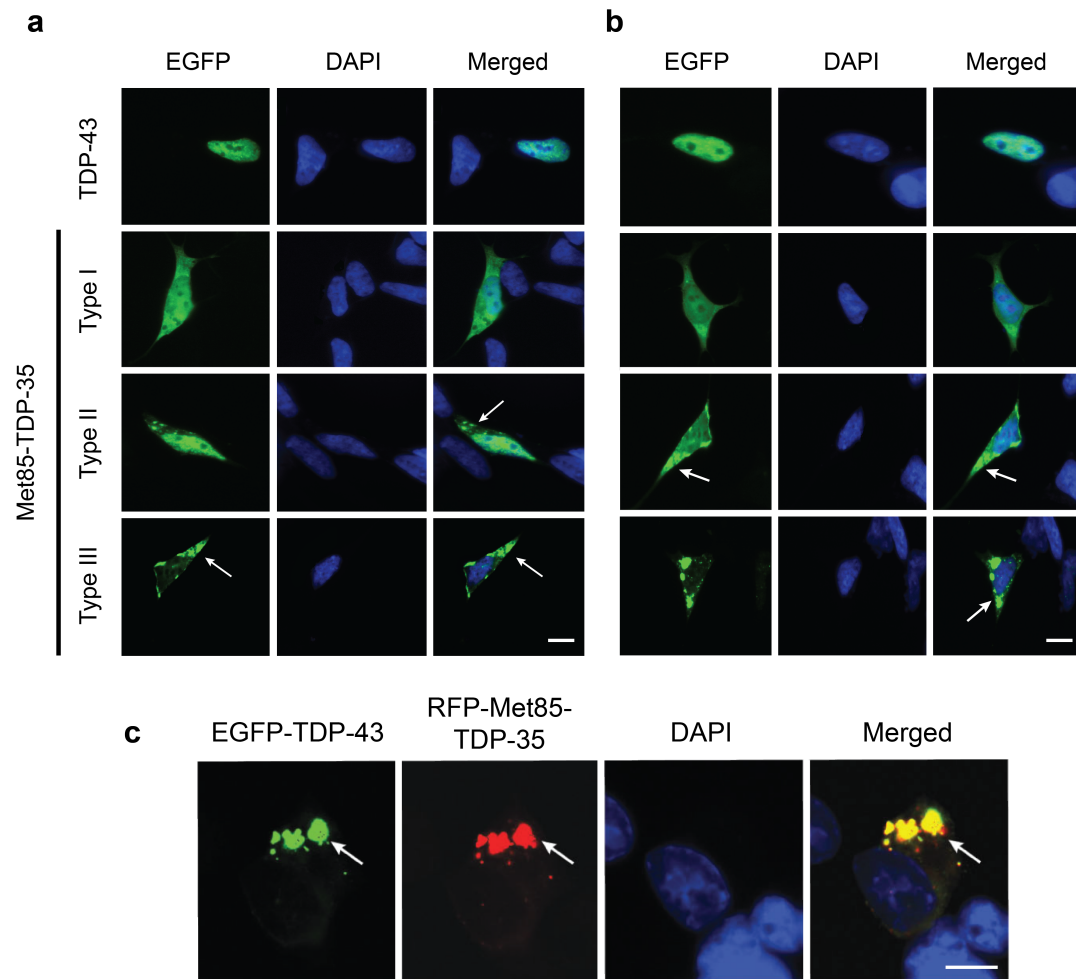 a
b
EGFP DAPI Merged
EGFP DAPI Merged
TDP-43
Met85-TDP-35
Type I
Type II
Type III
c
EGFP-TDP-43
RFP-Met85-
TDP-35
DAPI
Merged